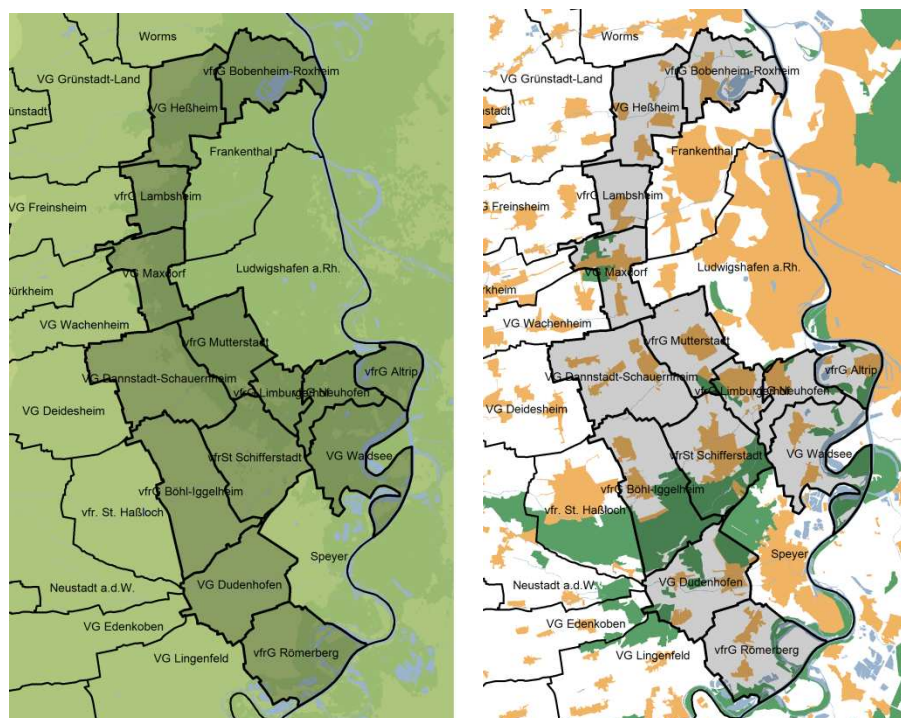 Worms
VG Grünstadt-Land
vfrG Bobenheim-Roxheim
VG Heßheim
Frankenthal
vfrG Lambsheim
VG Freinsheim
VG Maxdorf
Ludwigshafen a.Rh.
VG Wachenheim
vfrG Mutterstadt
vfrG Altrip
VG Dannstadt-Schauernheim
VG Deidesheim
VG Waldsee
vfrSt Schifferstadt
vfrG Böhl-Iggelheim
vfr. St. Haßloch
Speyer
Neustadt a.d.W.
VG Dudenhofen
VG Edenkoben
VG Lingenfeld
vfrG Römerberg
Worms
VG Grünstadt-Land
vfrG Bobenheim-Roxheim
VG Heßheim
Frankenthal
vfrG Lambsheim
VG Freinsheim
VG Maxdorf
Ludwigshafen a.Rh.
VG Wachenheim
vfrG Mutterstadt
vfrG Altrip
VG Dannstadt-Schauernheim
VG Deidesheim
VG Waldsee
vfrSt Schifferstadt
vfrG Böhl-Iggelheim
vfr. St. Haßloch
Speyer
Neustadt a.d.W.
VG Dudenhofen
VG Edenkoben
VG Lingenfeld
vfrG Römerberg